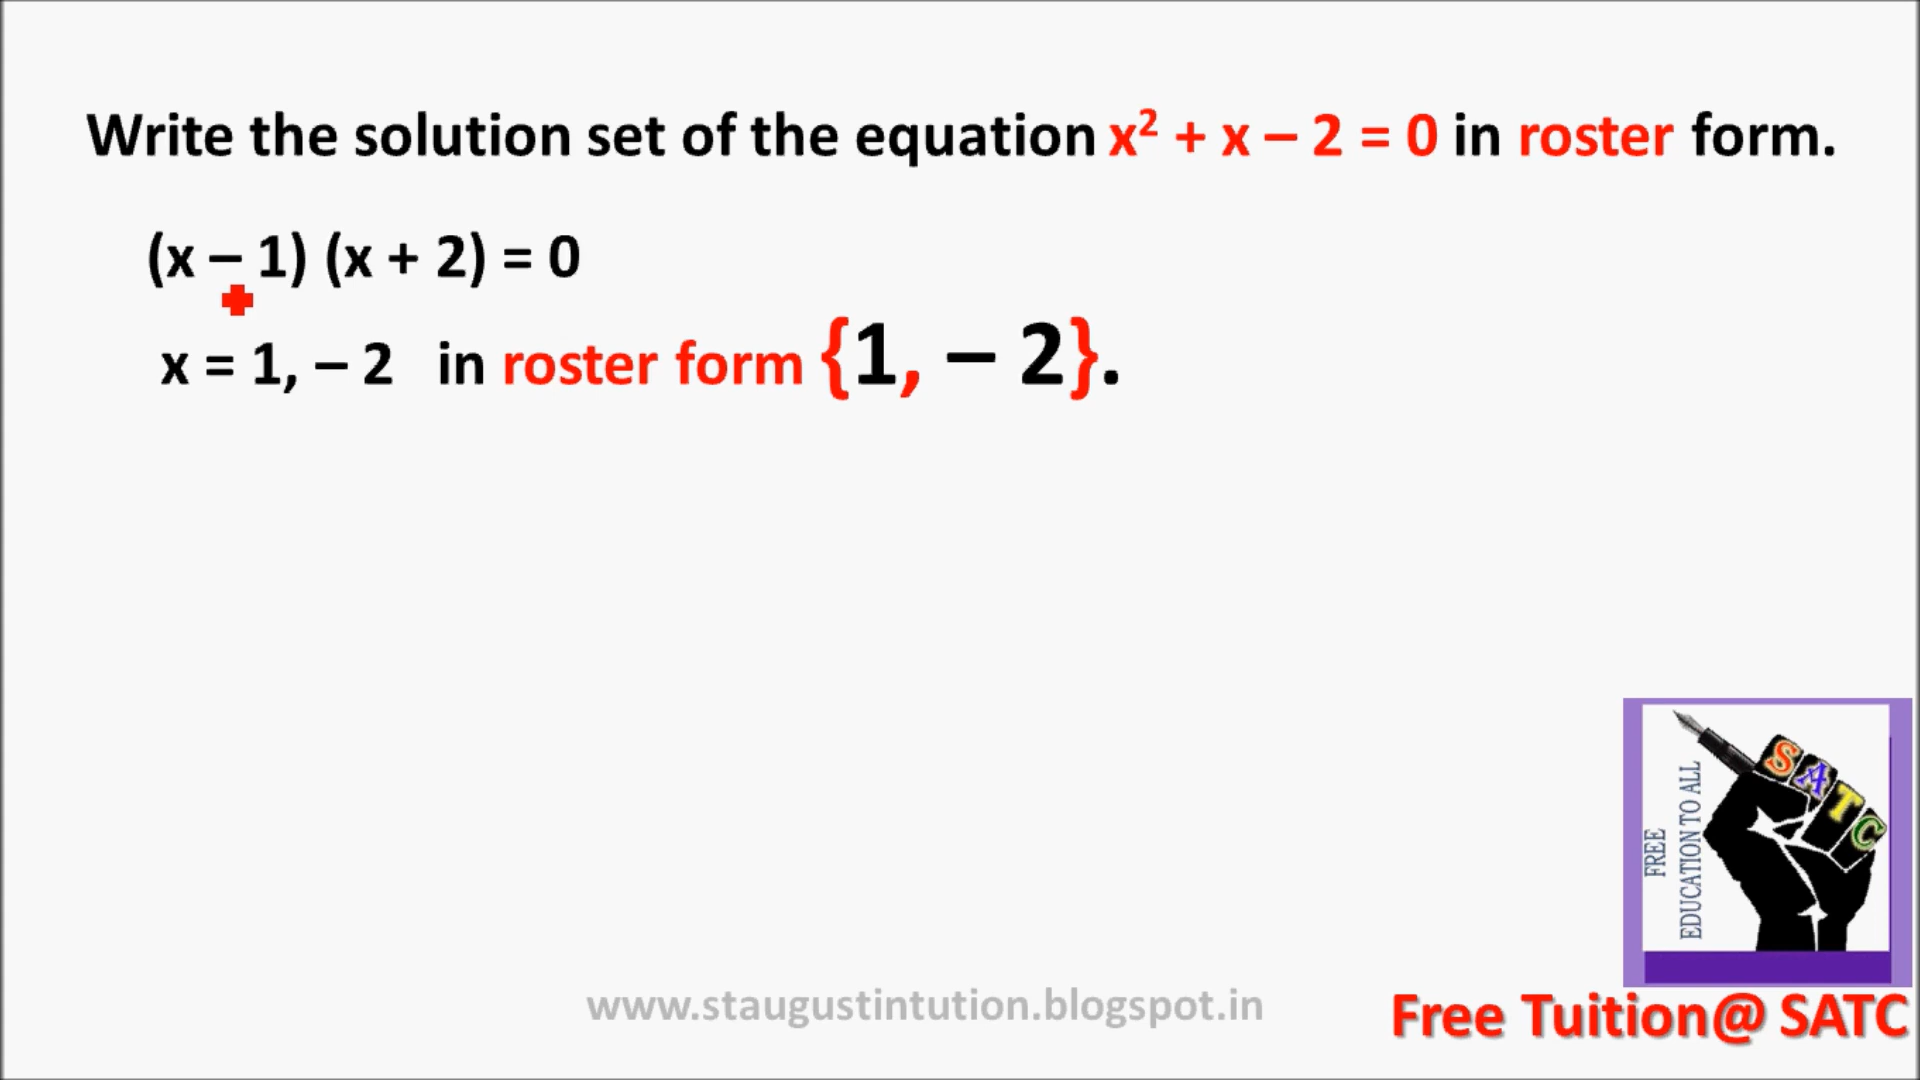 Write the solution set of the equation x² + x – 2 = 0 in roster form.
(x – 1) (x + 2) = 0
x = 1, – 2 in roster form {1, – 2}.
SATC
FREE
EDUCATION TO ALL
www.staugustintution.blogspot.in
Free Tuition@ SATC